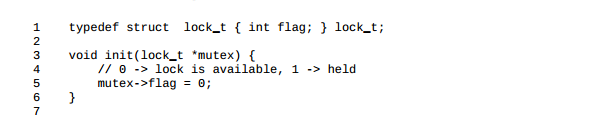 1 typedef struct lock_t { int flag; } lock_t;
2
3 void init(lock_t *mutex) {
4 // 0 -> lock is available, 1 -> held
5 mutex->flag = 0;
6 }
7